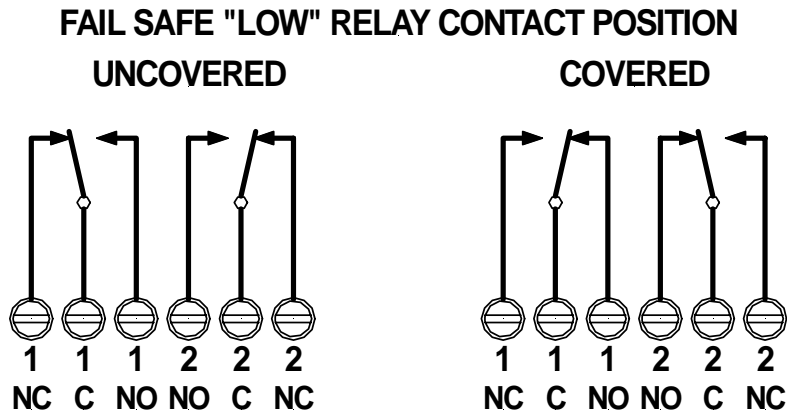 FAIL SAFE "LOW" RELAY CONTACT POSITION
UNCOVERED COVERED
1 1 1 2 2 2 1 1 1 2 2 2
NC C NO NO C NC NC C NO NO C NC